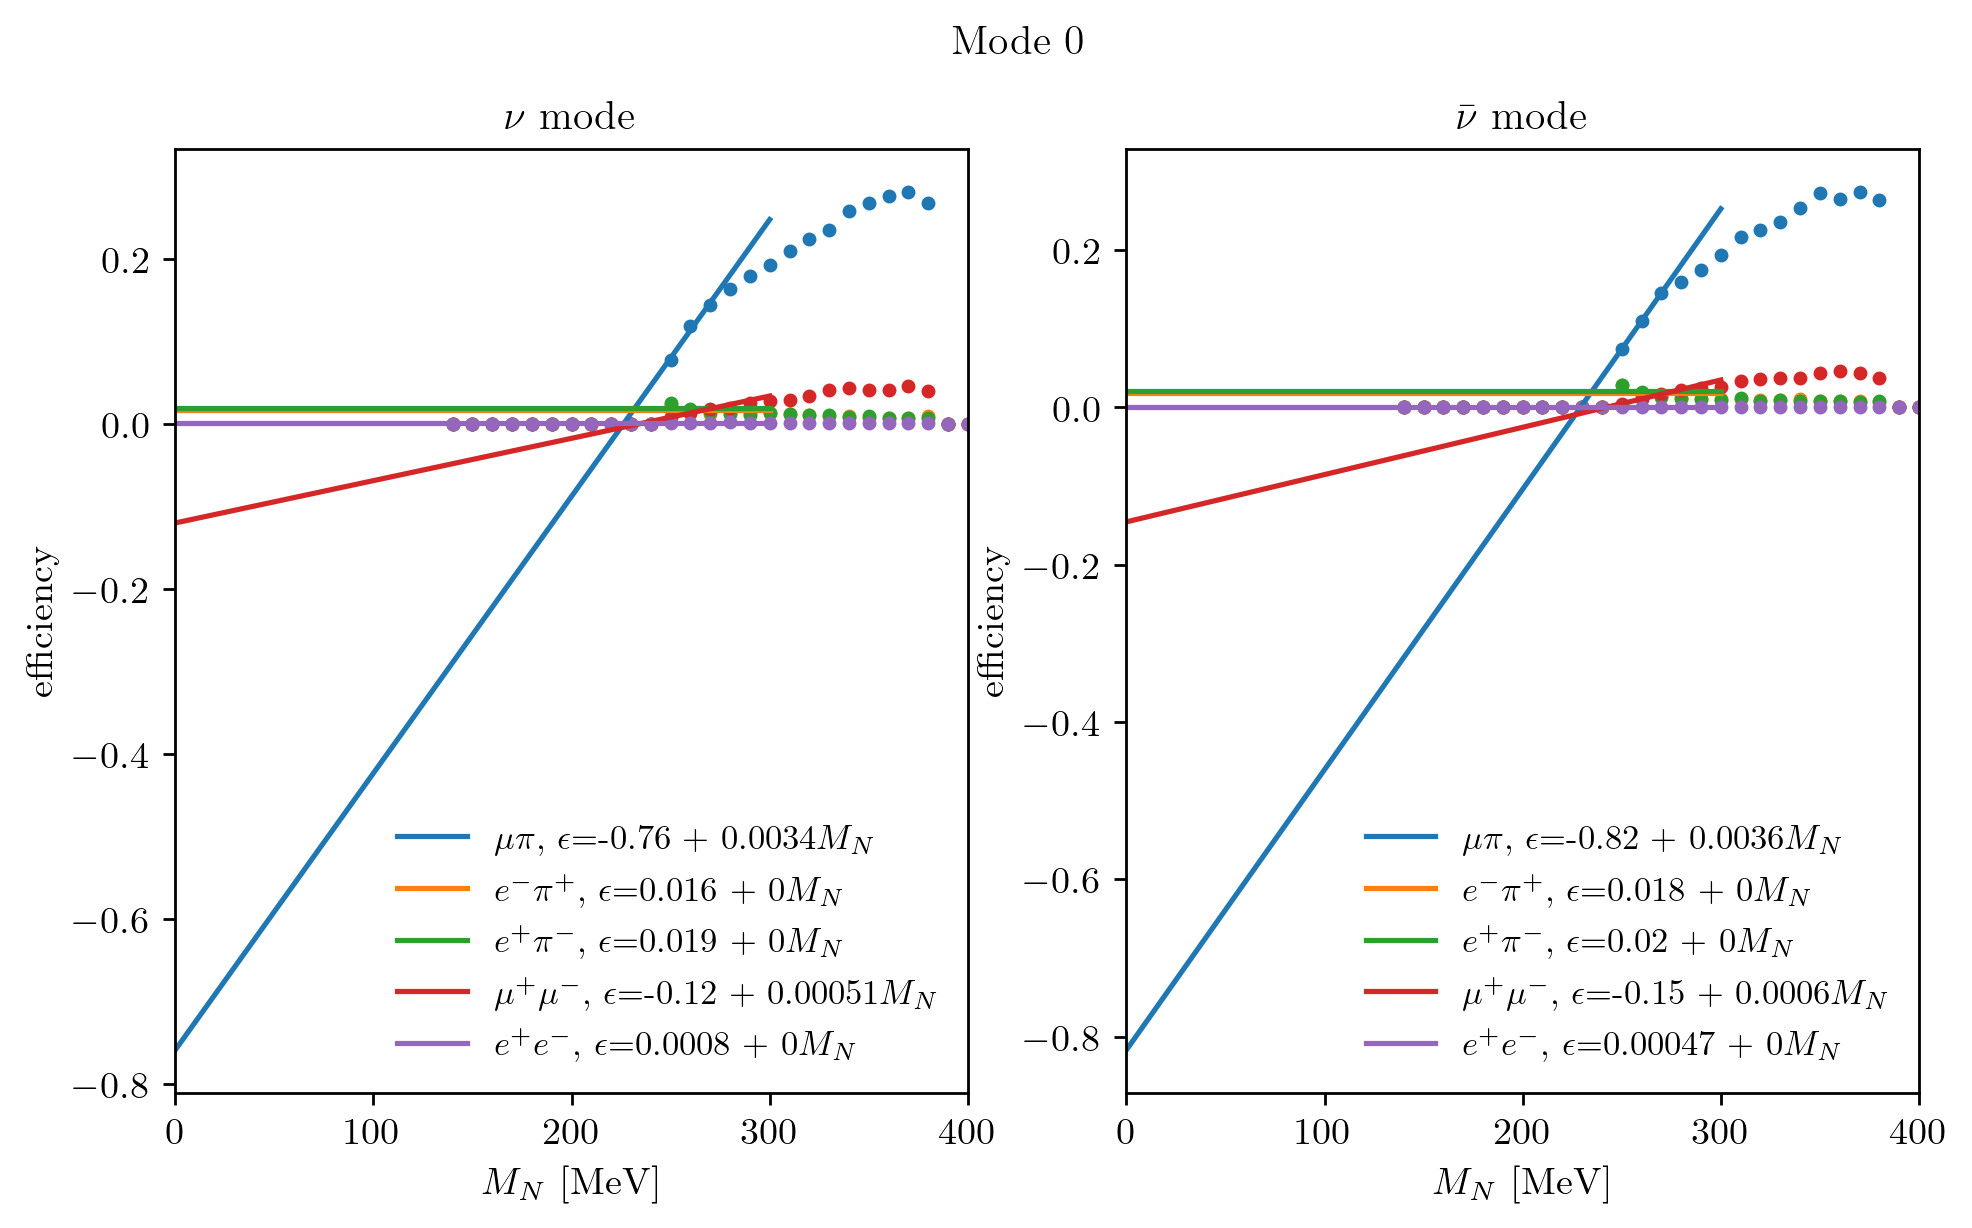 Mode 0
ν mode
0.2
0.0
−0.2
−0.4
−0.6
−0.8
efficiency
μπ, ϵ=-0.76 + 0.0034M_N
e⁻π⁺, ϵ=0.016 + 0M_N
e⁺π⁻, ϵ=0.019 + 0M_N
μ⁺μ⁻, ϵ=-0.12 + 0.00051M_N
e⁺e⁻, ϵ=0.0008 + 0M_N
0 100 200 300 400
M_N [MeV]
ν̄ mode
0.2
0.0
−0.2
−0.4
−0.6
−0.8
efficiency
μπ, ϵ=-0.82 + 0.0036M_N
e⁻π⁺, ϵ=0.018 + 0M_N
e⁺π⁻, ϵ=0.02 + 0M_N
μ⁺μ⁻, ϵ=-0.15 + 0.0006M_N
e⁺e⁻, ϵ=0.00047 + 0M_N
0 100 200 300 400
M_N [MeV]